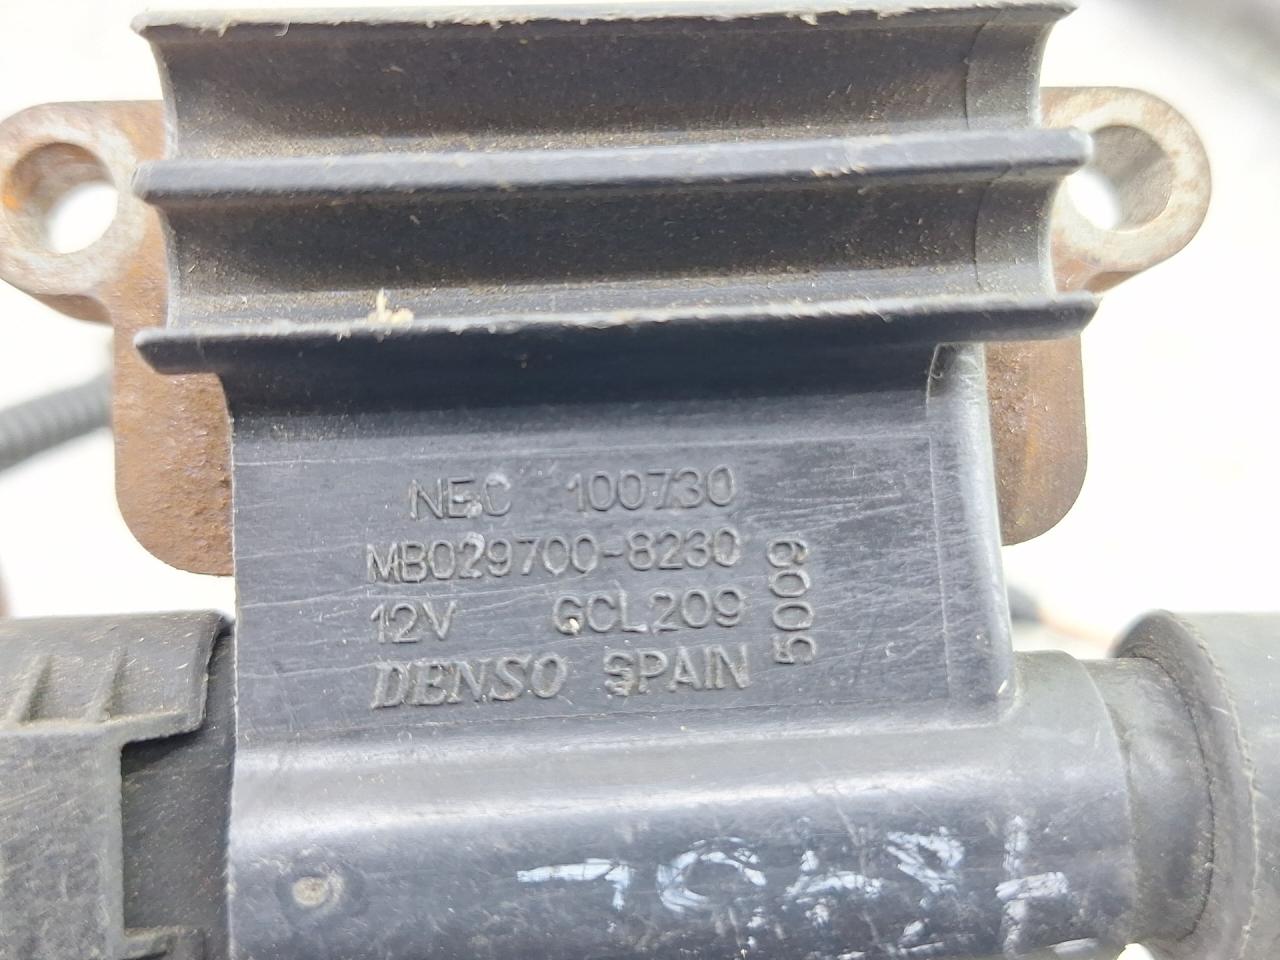 NEC 100730
MB029700-8230
12V GCL209
DENSO SPAIN
5009